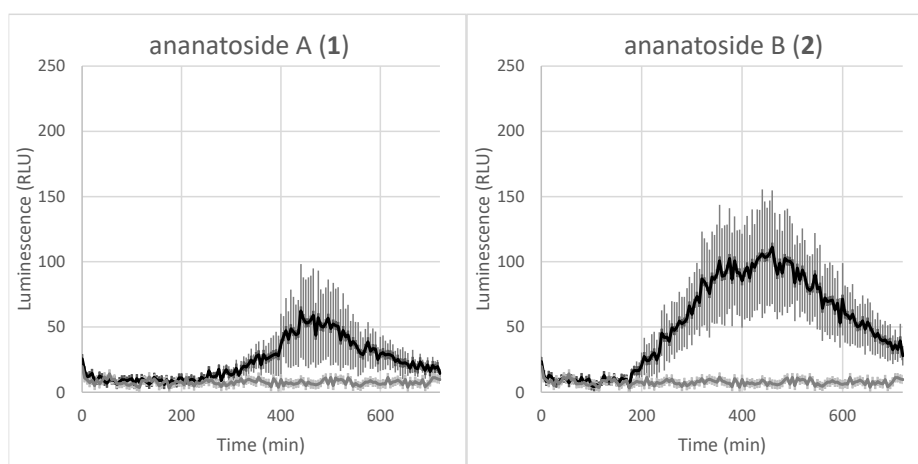 ananatoside A (1)
250
200
150
100
50
0
Luminescence (RLU)
0 200 400 600
Time (min)
ananatoside B (2)
250
200
150
100
50
0
Luminescence (RLU)
0 200 400 600
Time (min)